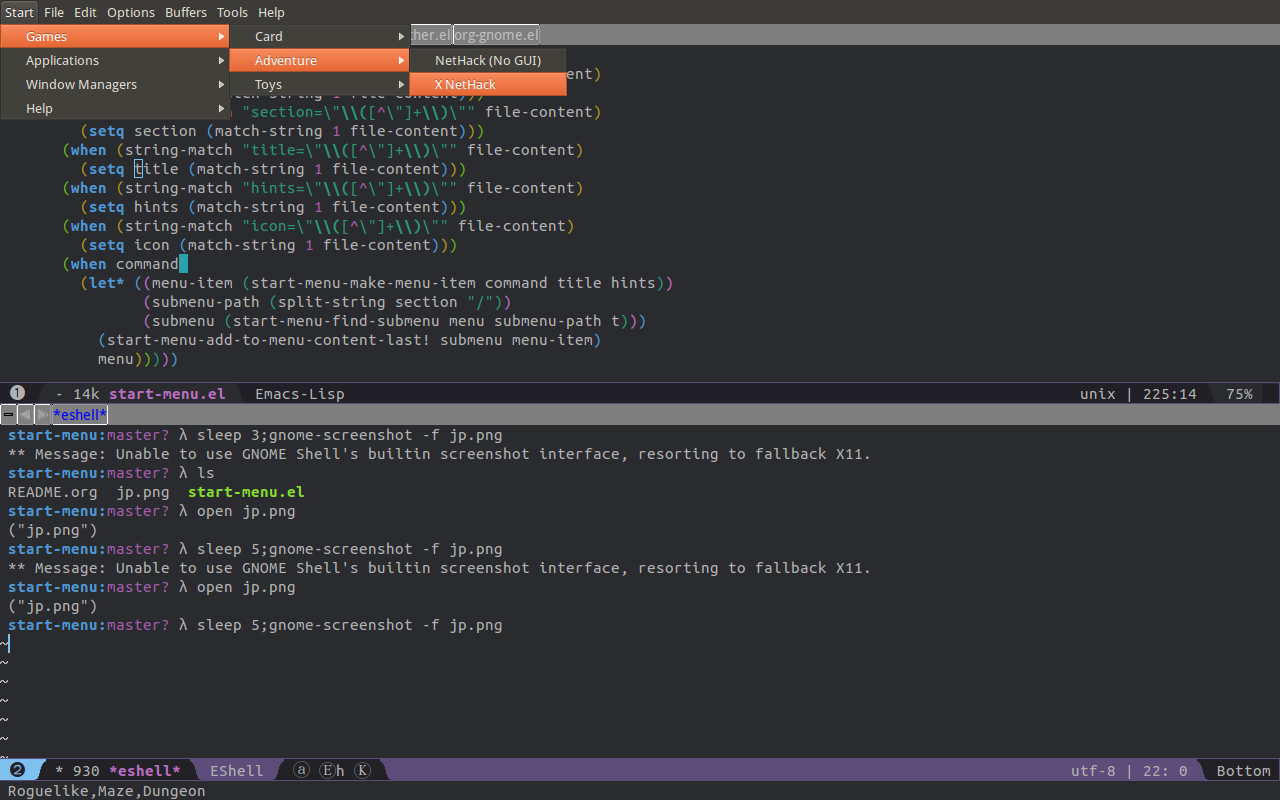 Start File Edit Options Buffers Tools Help
Games Card ther.el org-gnome.el
Applications Adventure NetHack (No GUI) ent)
Window Managers Toys X NetHack
Help "section=\"\\([^\"]+\\)\"" file-content)
(setq section (match-string 1 file-content)))
(when (string-match "title=\"\\([^\"]+\\)\"" file-content)
(setq title (match-string 1 file-content)))
(when (string-match "hints=\"\\([^\"]+\\)\"" file-content)
(setq hints (match-string 1 file-content)))
(when (string-match "icon=\"\\([^\"]+\\)\"" file-content)
(setq icon (match-string 1 file-content)))
(when command
(let* ((menu-item (start-menu-make-menu-item command title hints))
(submenu-path (split-string section "/"))
(submenu (start-menu-find-submenu menu submenu-path t)))
(start-menu-add-to-menu-content-last! submenu menu-item)
menu)))))
1 - 14k start-menu.el Emacs-Lisp unix | 225:14 75%
*eshell*
start-menu:master? λ sleep 3;gnome-screenshot -f jp.png
** Message: Unable to use GNOME Shell's builtin screenshot interface, resorting to fallback X11.
start-menu:master? λ ls
README.org jp.png start-menu.el
start-menu:master? λ open jp.png
("jp.png")
start-menu:master? λ sleep 5;gnome-screenshot -f jp.png
** Message: Unable to use GNOME Shell's builtin screenshot interface, resorting to fallback X11.
start-menu:master? λ open jp.png
("jp.png")
start-menu:master? λ sleep 5;gnome-screenshot -f jp.png
~
~
~
~
~
~
~
2 * 930 *eshell* EShell ⓐ Ⓔh Ⓚ utf-8 | 22: 0 Bottom
Roguelike,Maze,Dungeon